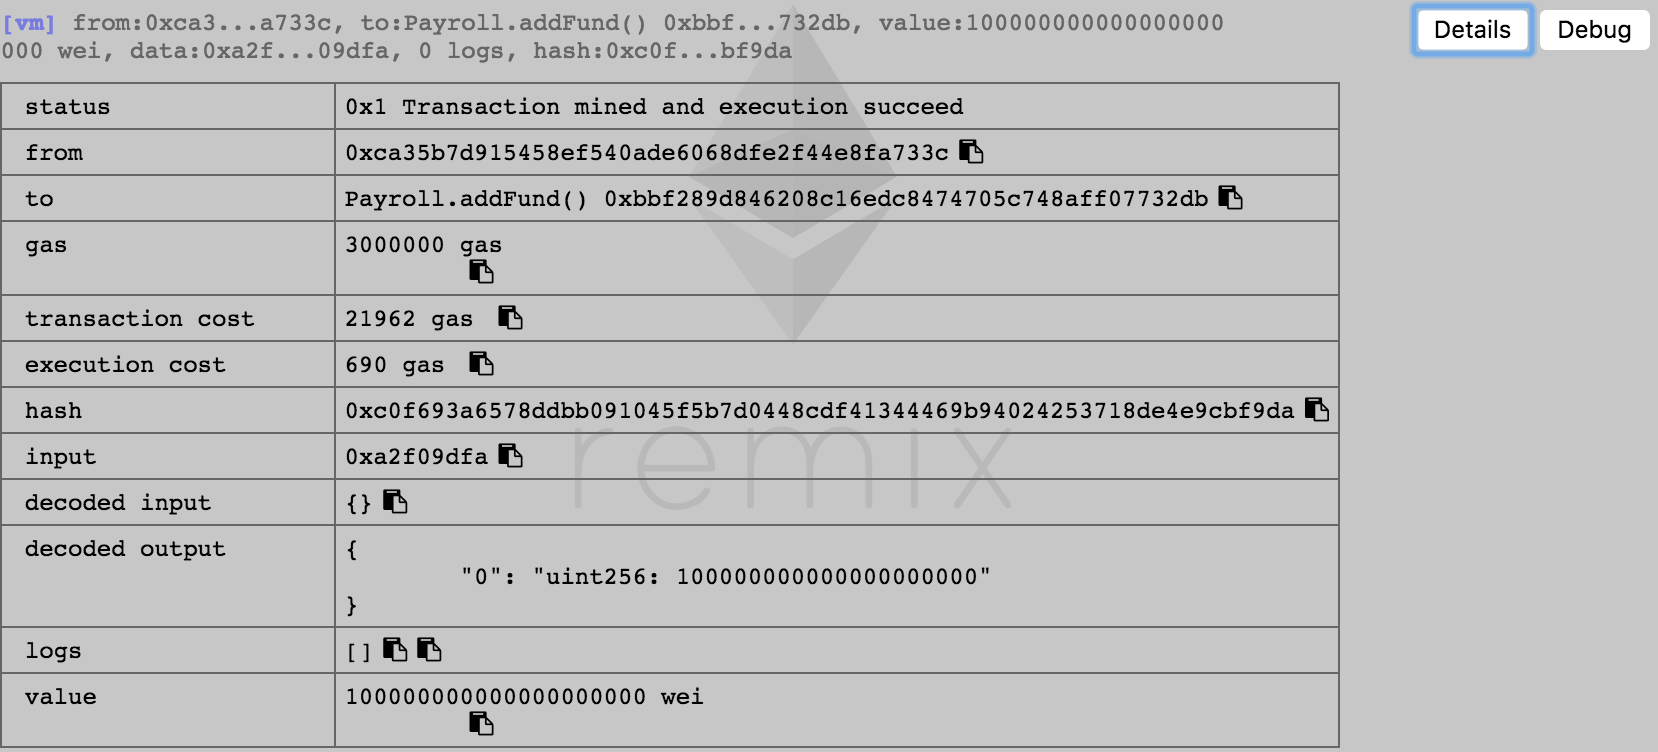 [vm] from:0xca3...a733c, to:Payroll.addFund() 0xbbf...732db, value:100000000000000000
000 wei, data:0xa2f...09dfa, 0 logs, hash:0xc0f...bf9da
Details Debug
status 0x1 Transaction mined and execution succeed
from 0xca35b7d915458ef540ade6068dfe2f44e8fa733c
to Payroll.addFund() 0xbbf289d846208c16edc8474705c748aff07732db
gas 3000000 gas
transaction cost 21962 gas
execution cost 690 gas
hash 0xc0f693a6578ddbb091045f5b7d0448cdf41344469b94024253718de4e9cbf9da
remix
input 0xa2f09dfa
decoded input {}
decoded output {
"0": "uint256: 100000000000000000000"
}
logs []
value 100000000000000000000 wei